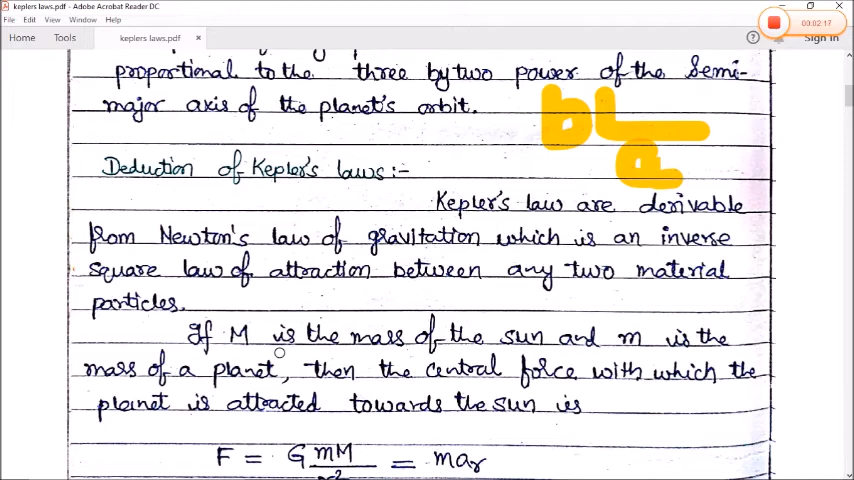 keplers laws.pdf - Adobe Acrobat Reader DC
File Edit View Window Help
Home Tools keplers laws.pdf × 00:02:17
Sign In
proportional to the three by two power of the Semi-
major axis of the planet's orbit.
b
a
Deduction of Kepler's laws:-
Kepler's law are derivable
from Newton's law of gravitation which is an inverse
square law of attraction between any two material
particles.
If M is the mass of the sun and m is the
mass of a planet, then the central force with which the
planet is attracted towards the sun is
F = G mM = mar